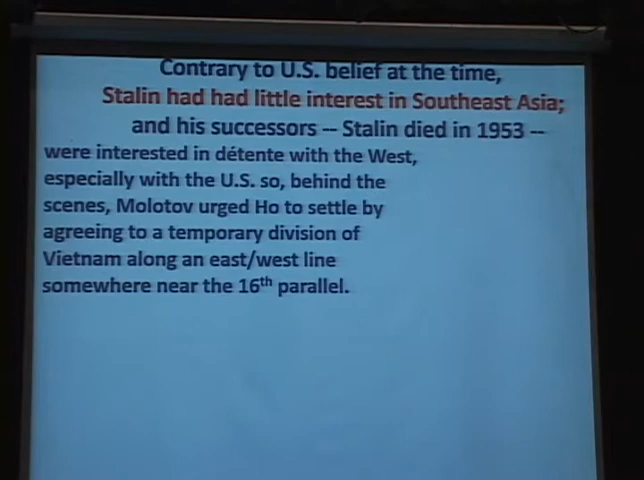 Contrary to U.S. belief at the time,
Stalin had had little interest in Southeast Asia;
and his successors -- Stalin died in 1953 --
were interested in détente with the West,
especially with the U.S. so, behind the
scenes, Molotov urged Ho to settle by
agreeing to a temporary division of
Vietnam along an east/west line
somewhere near the 16th parallel.